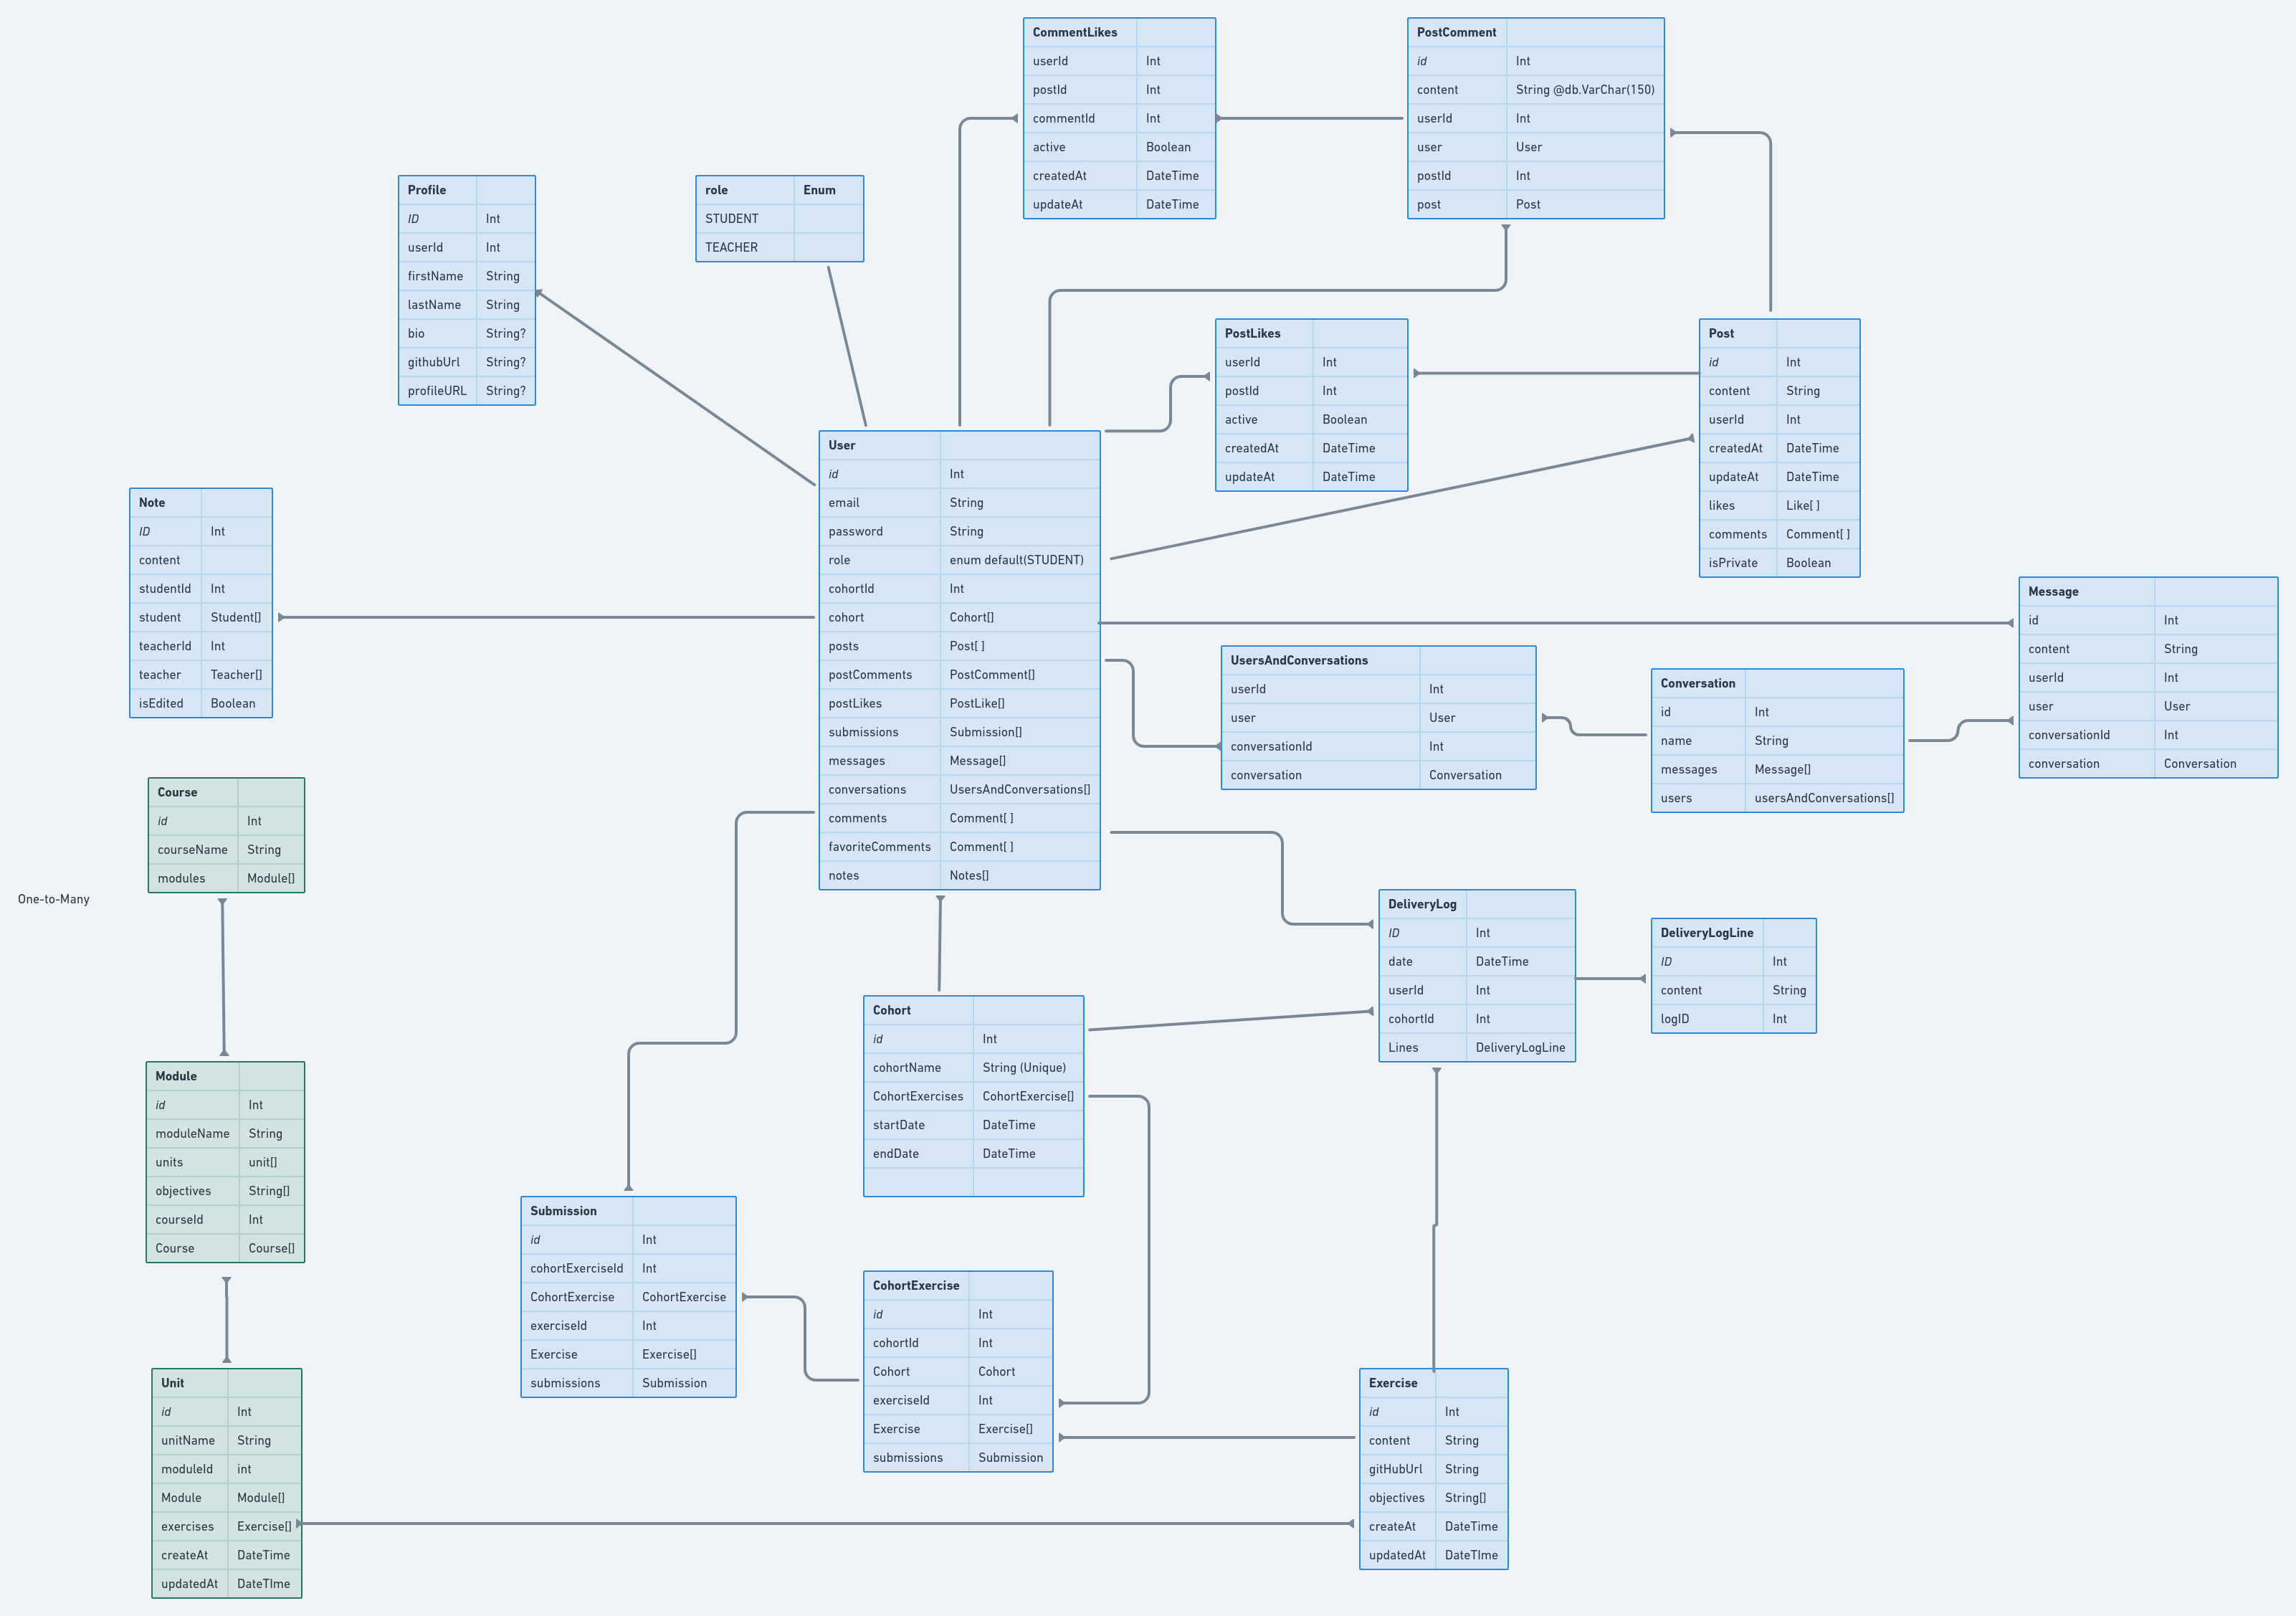 CommentLikes
userId Int
postId Int
commentId Int
active Boolean
createdAt DateTime
updateAt DateTime
PostComment
id Int
content String @db.VarChar(150)
userId Int
user User
postId Int
post Post
Profile
ID Int
userId Int
firstName String
lastName String
bio String?
githubUrl String?
profileURL String?
role Enum
STUDENT
TEACHER
PostLikes
userId Int
postId Int
active Boolean
createdAt DateTime
updateAt DateTime
Post
id Int
content String
userId Int
createdAt DateTime
updateAt DateTime
likes Like[ ]
comments Comment[ ]
isPrivate Boolean
User
id Int
email String
password String
role enum default(STUDENT)
cohortId Int
cohort Cohort[]
posts Post[ ]
postComments PostComment[]
postLikes PostLike[]
submissions Submission[]
messages Message[]
conversations UsersAndConversations[]
comments Comment[ ]
favoriteComments Comment[ ]
notes Notes[]
Note
ID Int
content
studentId Int
student Student[]
teacherId Int
teacher Teacher[]
isEdited Boolean
Message
id Int
content String
userId Int
user User
conversationId Int
conversation Conversation
UsersAndConversations
userId Int
user User
conversationId Int
conversation Conversation
Conversation
id Int
name String
messages Message[]
users usersAndConversations[]
Course
id Int
courseName String
modules Module[]
One-to-Many
DeliveryLog
ID Int
date DateTime
userId Int
cohortId Int
Lines DeliveryLogLine
DeliveryLogLine
ID Int
content String
logID Int
Cohort
id Int
cohortName String (Unique)
CohortExercises CohortExercise[]
startDate DateTime
endDate DateTime
Module
id Int
moduleName String
units unit[]
objectives String[]
courseId Int
Course Course[]
Submission
id Int
cohortExerciseId Int
CohortExercise CohortExercise
exerciseId Int
Exercise Exercise[]
submissions Submission
CohortExercise
id Int
cohortId Int
Cohort Cohort
exerciseId Int
Exercise Exercise[]
submissions Submission
Unit
id Int
unitName String
moduleId int
Module Module[]
exercises Exercise[]
createAt DateTime
updatedAt DateTIme
Exercise
id Int
content String
gitHubUrl String
objectives String[]
createAt DateTime
updatedAt DateTIme